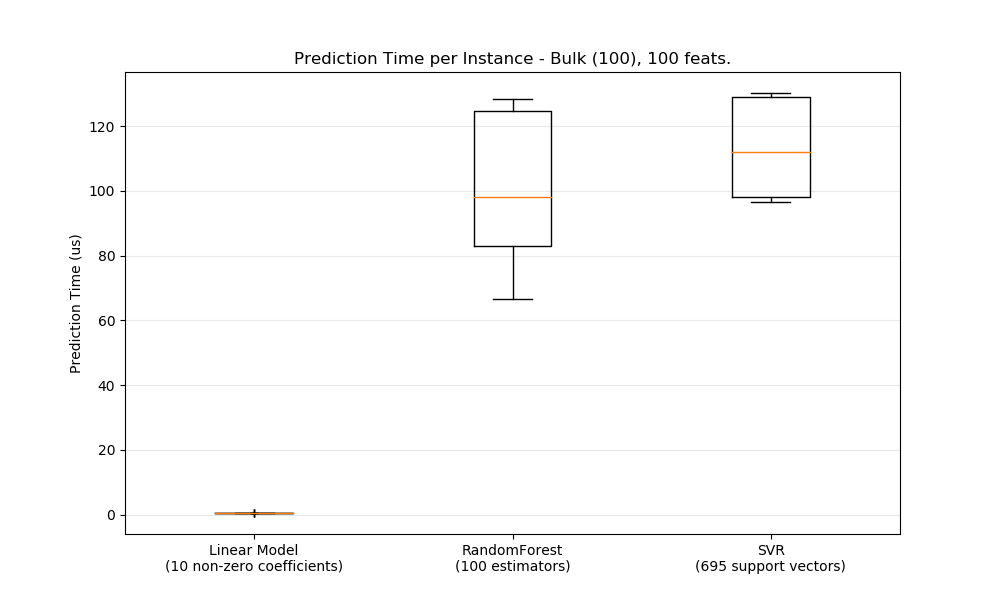 Prediction Time per Instance - Bulk (100), 100 feats.
Prediction Time (us)
120
100
80
60
40
20
0
Linear Model
(10 non-zero coefficients)
RandomForest
(100 estimators)
SVR
(695 support vectors)